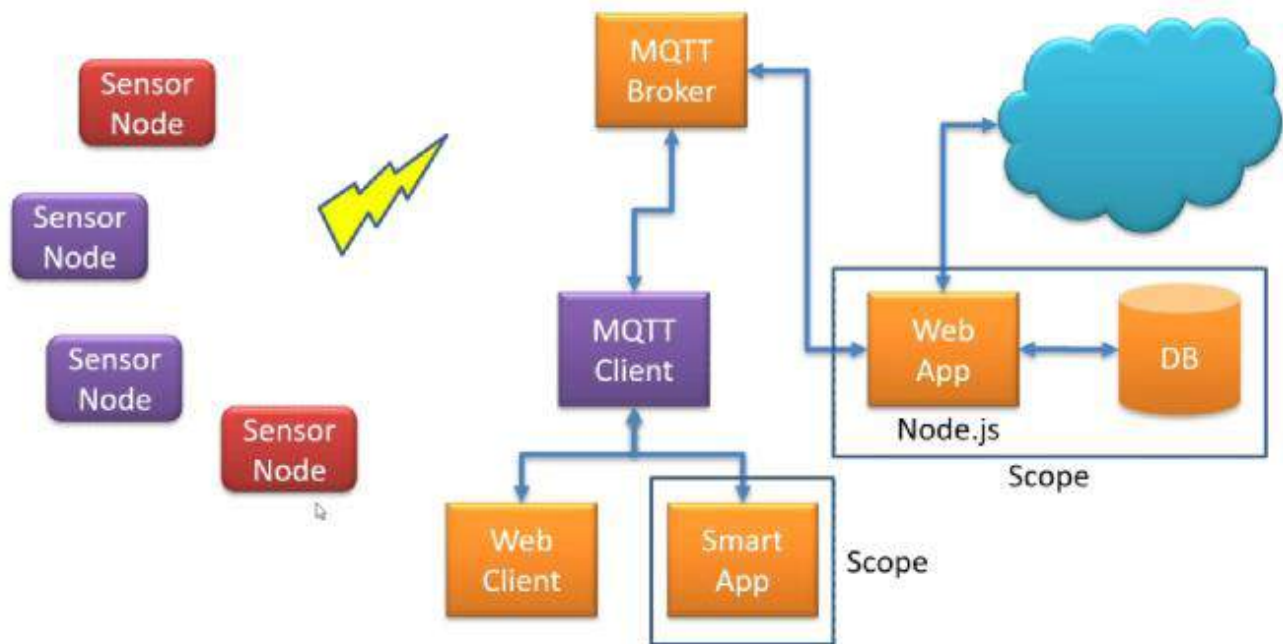 MQTT
Broker
Sensor
Node
Sensor
Node
MQTT
Client
Web
App
DB
Sensor
Node
Node.js
Sensor
Node
Scope
Web
Client
Smart
App
Scope